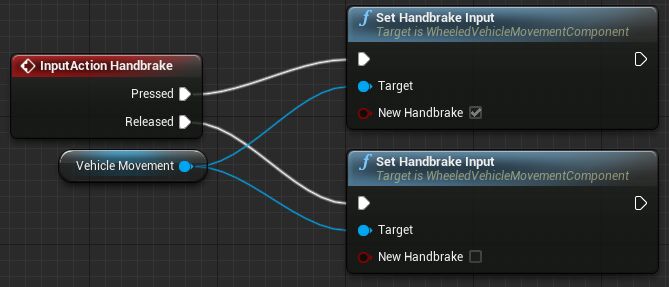 InputAction Handbrake
Pressed
Released
Vehicle Movement
f Set Handbrake Input
Target is WheeledVehicleMovementComponent
Target
New Handbrake
f Set Handbrake Input
Target is WheeledVehicleMovementComponent
Target
New Handbrake